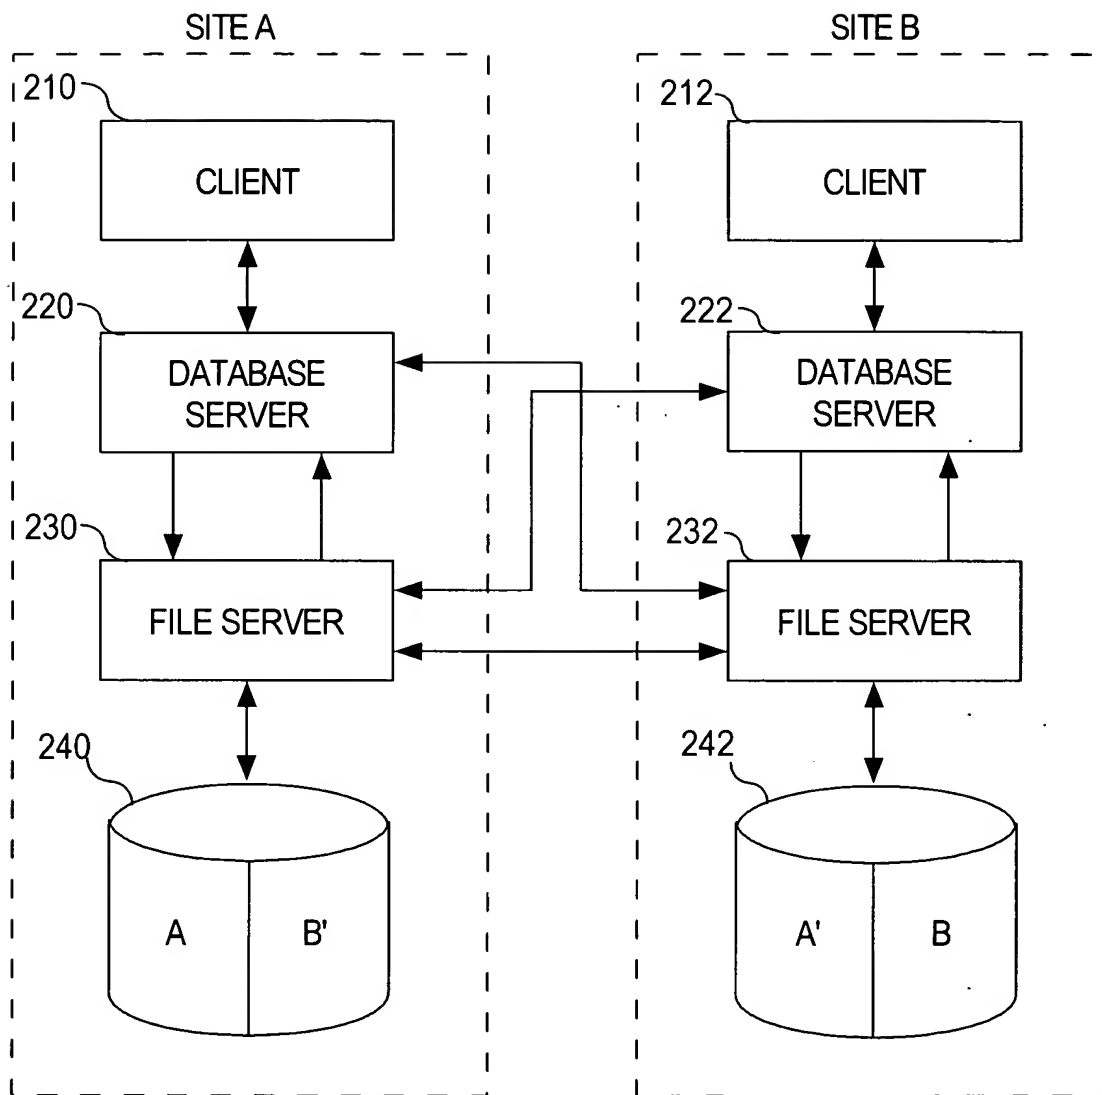 SITE A
SITE B
210
212
CLIENT
CLIENT
220
222
DATABASE
SERVER
DATABASE
SERVER
230
232
FILE SERVER
FILE SERVER
240
242
A
B'
A'
B